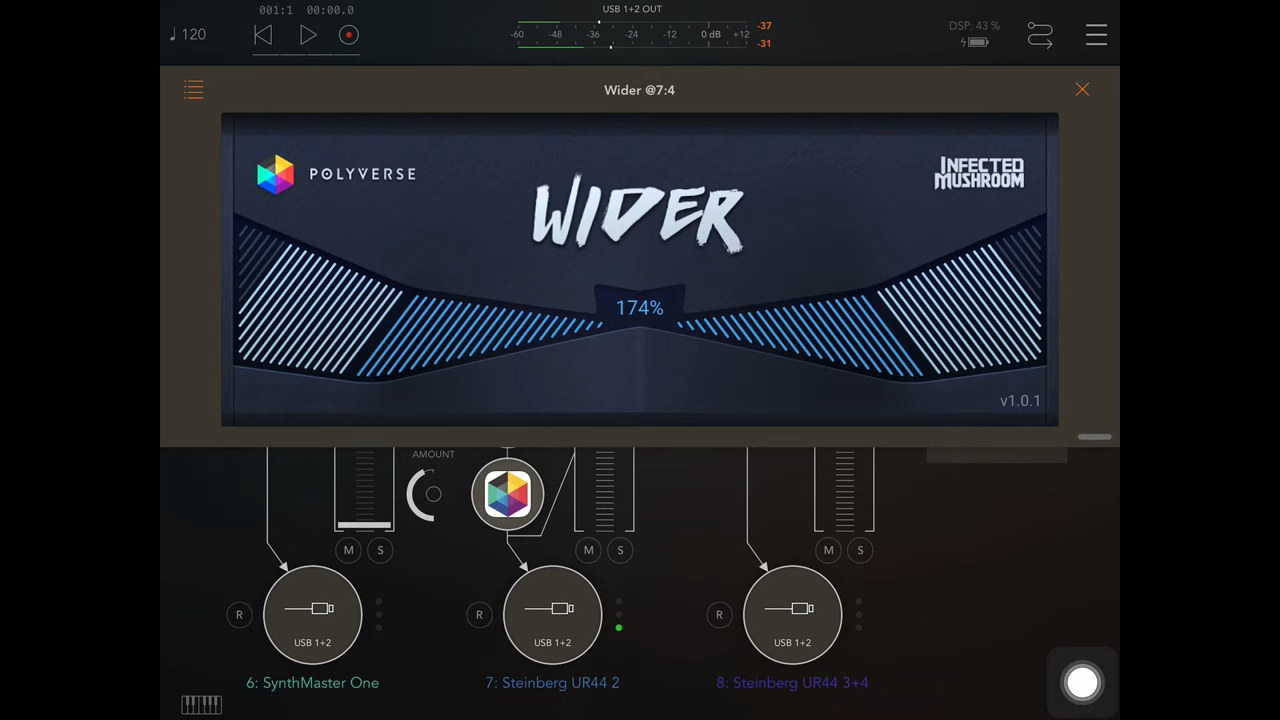 001:1 00:00.0
USB 1+2 OUT
♩ 120
-60 -48 -36 -24 -12 0 dB +12
-37
-31
DSP: 43 %
Wider @7:4
POLYVERSE
WIDER
INFECTED
MUSHROOM
174%
v1.0.1
AMOUNT
M S M S M S
R USB 1+2 R USB 1+2 R USB 1+2
6: SynthMaster One 7: Steinberg UR44 2 8: Steinberg UR44 3+4